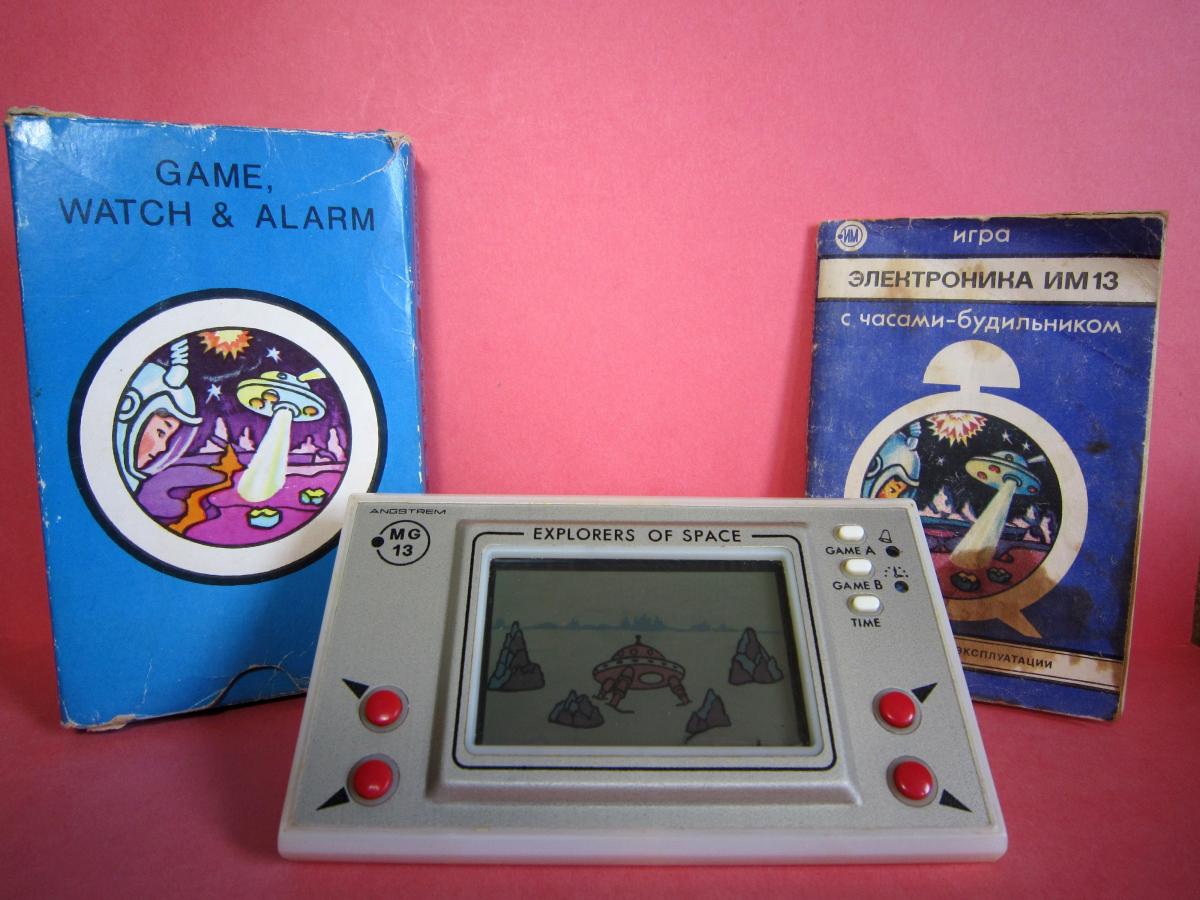 GAME,
WATCH & ALARM
ИМ
игра
ЭЛЕКТРОНИКА ИМ13
с часами-будильником
ЭКСПЛУАТАЦИИ
ANGSTREM
MG
13
EXPLORERS OF SPACE
GAME A
GAME B
TIME